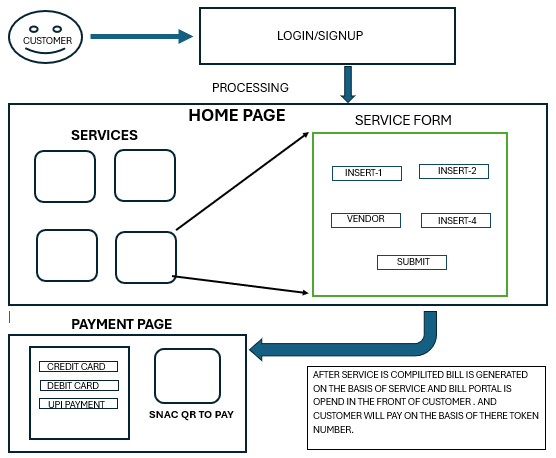 CUSTOMER
LOGIN/SIGNUP
PROCESSING
HOME PAGE
SERVICES
SERVICE FORM
INSERT-1
INSERT-2
VENDOR
INSERT-4
SUBMIT
PAYMENT PAGE
CREDIT CARD
DEBIT CARD
UPI PAYMENT
SNAC QR TO PAY
AFTER SERVICE IS COMPILITED BILL IS GENERATED
ON THE BASIS OF SERVICE AND BILL PORTAL IS
OPEND IN THE FRONT OF CUSTOMER . AND
CUSTOMER WILL PAY ON THE BASIS OF THERE TOKEN
NUMBER.